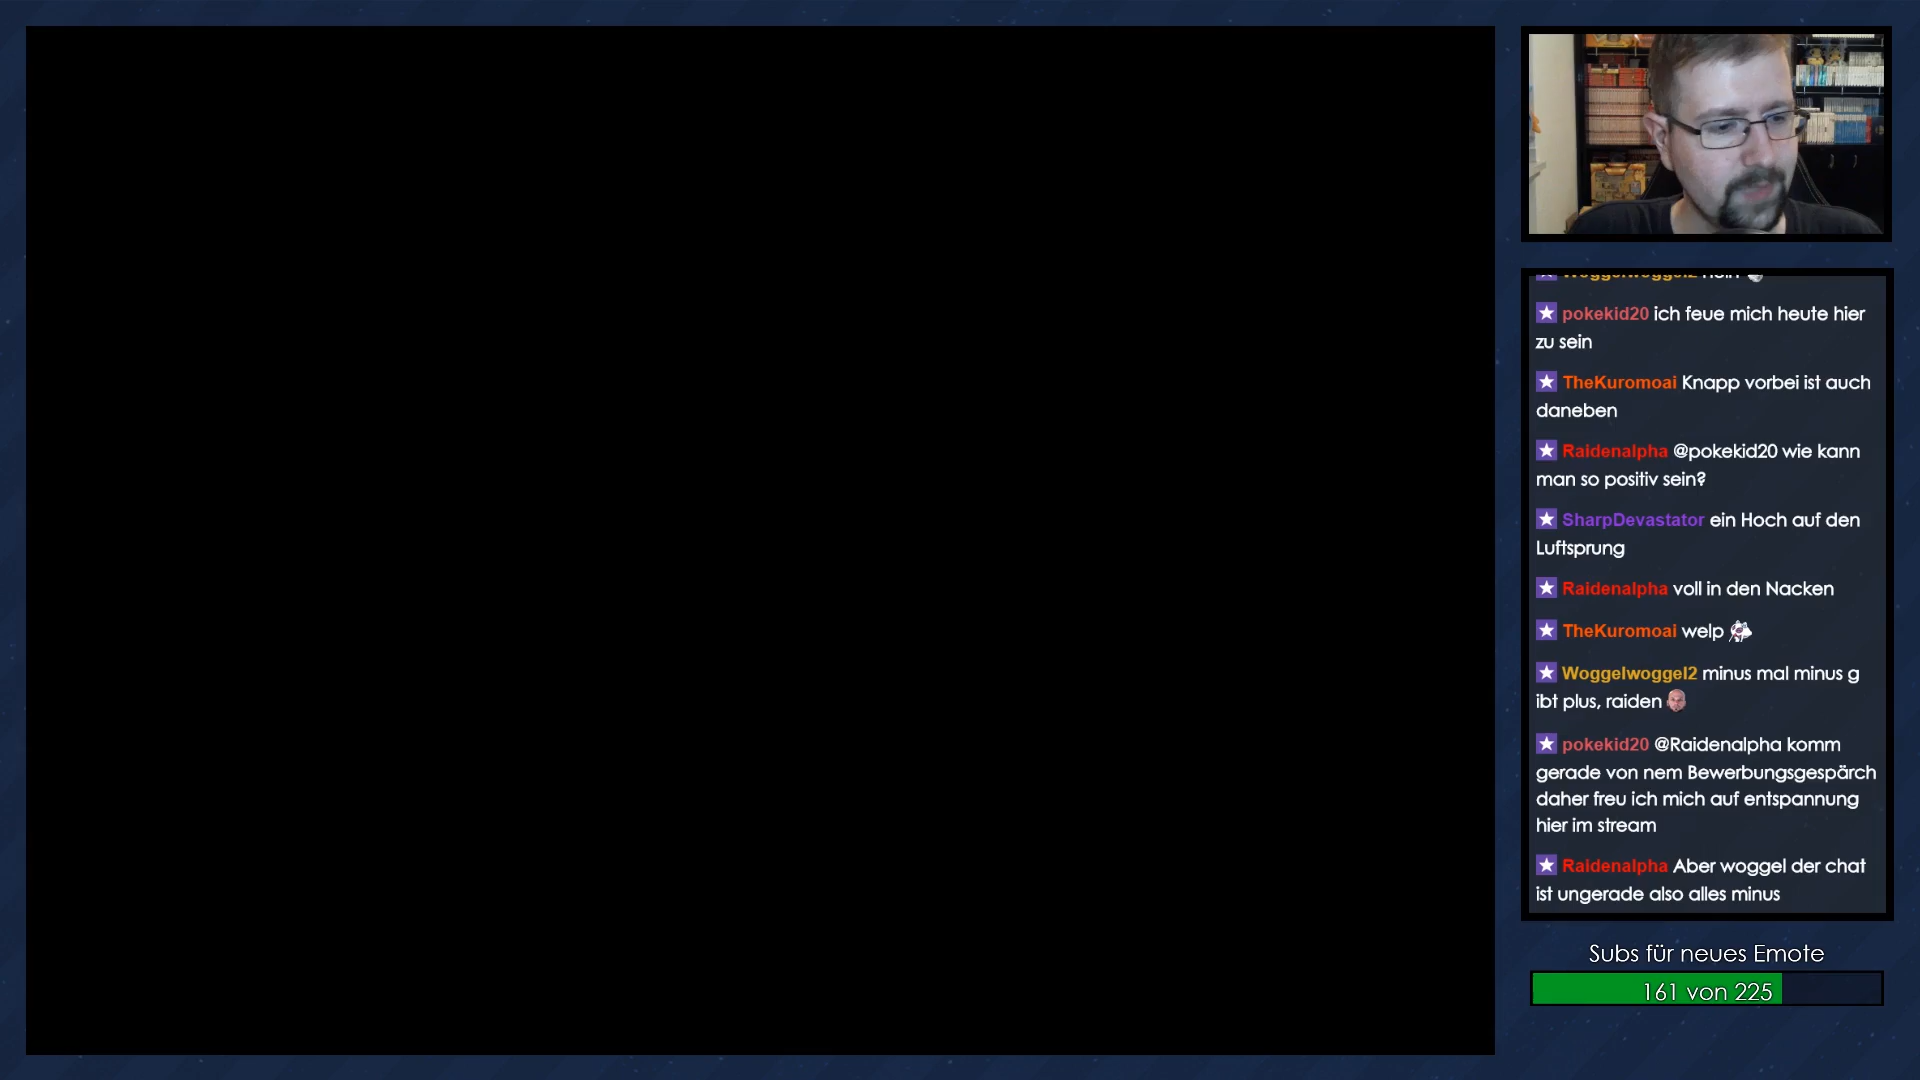 pokekid20 ich feue mich heute hier
zu sein
TheKuromoai Knapp vorbei ist auch
daneben
Raidenalpha @pokekid20 wie kann
man so positiv sein?
SharpDevastator ein Hoch auf den
Luftsprung
Raidenalpha voll in den Nacken
TheKuromoai welp
Woggelwoggel2 minus mal minus g
ibt plus, raiden
pokekid20 @Raidenalpha komm
gerade von nem Bewerbungsgespärch
daher freu ich mich auf entspannung
hier im stream
Raidenalpha Aber woggel der chat
ist ungerade also alles minus
Subs für neues Emote
161 von 225